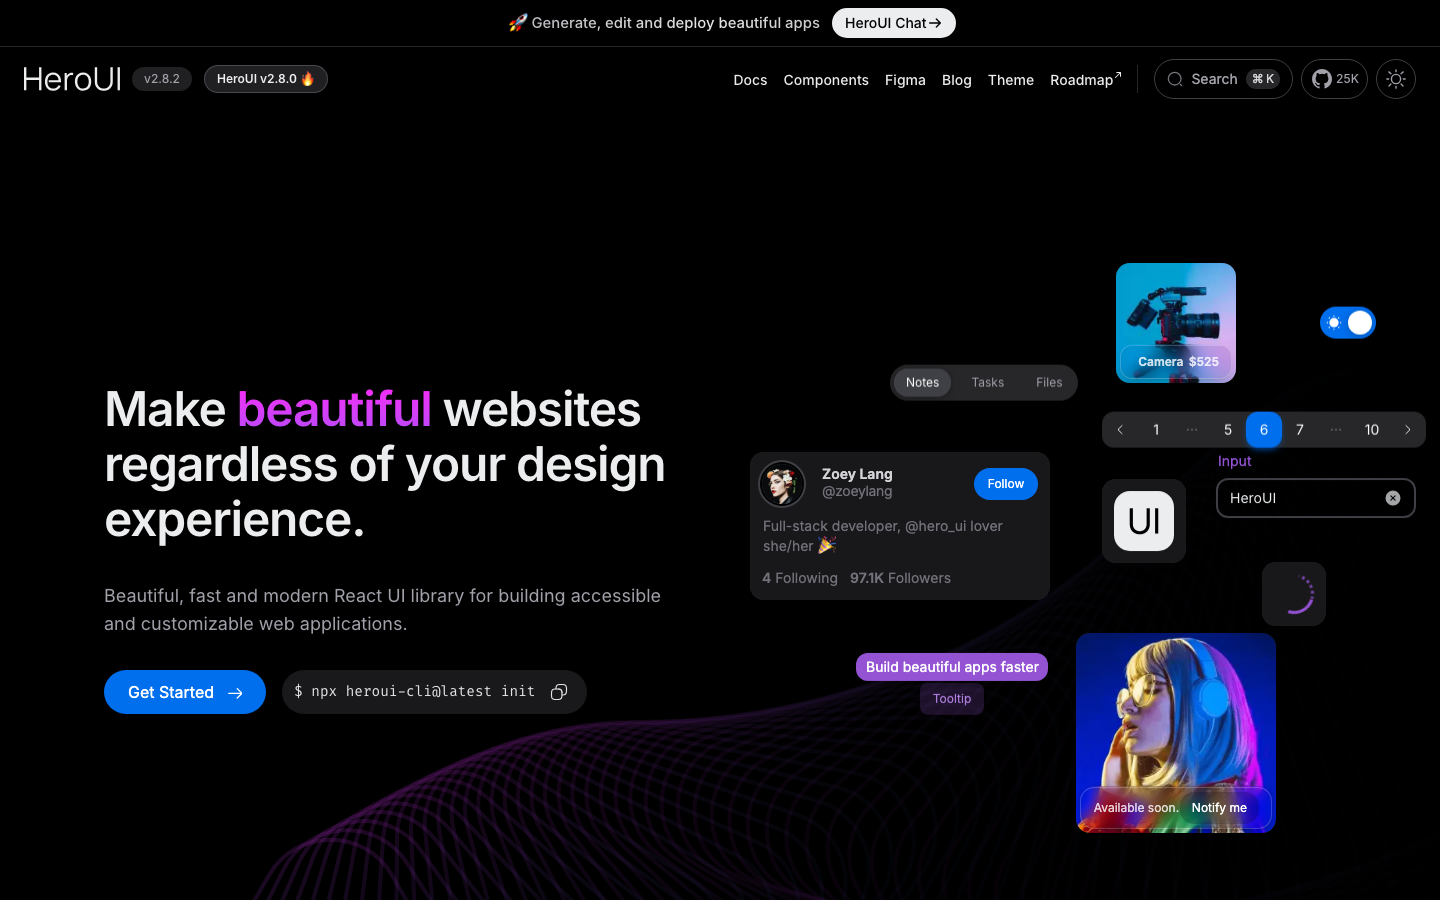 🚀 Generate, edit and deploy beautiful apps HeroUI Chat→
HeroUI v2.8.2 HeroUI v2.8.0 🔥 Docs Components Figma Blog Theme Roadmap↗ Search ⌘ K 25K
Make beautiful websites
regardless of your design
experience.
Beautiful, fast and modern React UI library for building accessible
and customizable web applications.
Get Started →
$ npx heroui-cli@latest init
Camera $525
Notes Tasks Files
1 ... 5 6 7 ... 10
Input
HeroUI
UI
Zoey Lang
@zoeylang
Follow
Full-stack developer, @hero_ui lover
she/her 🎉
4 Following 97.1K Followers
Build beautiful apps faster
Tooltip
Available soon. Notify me